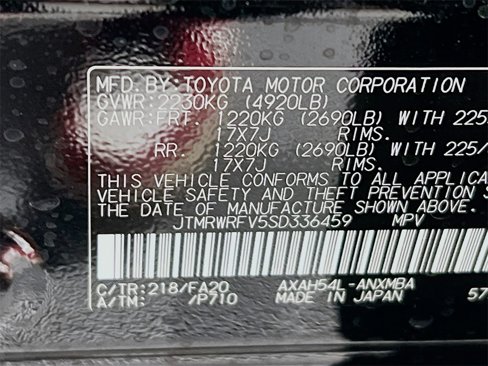 MFD. BY: TOYOTA MOTOR CORPORATION
GVWR: 2230KG (4920LB)
GAWR: FRT. 1220KG (2690LB) WITH 225
17X7J RIMS.
RR. 1220KG (2690LB) WITH 225/
17X7J RIMS.
THIS VEHICLE CONFORMS TO ALL APPLICA
VEHICLE SAFETY AND THEFT PREVENTION S
THE DATE OF MANUFACTURE SHOWN ABOVE.
JTMRWRFV5SD336459 MPV
C/TR: 218/FA20 AXAH54L-ANXMBA
A/TM: /P710 MADE IN JAPAN 57